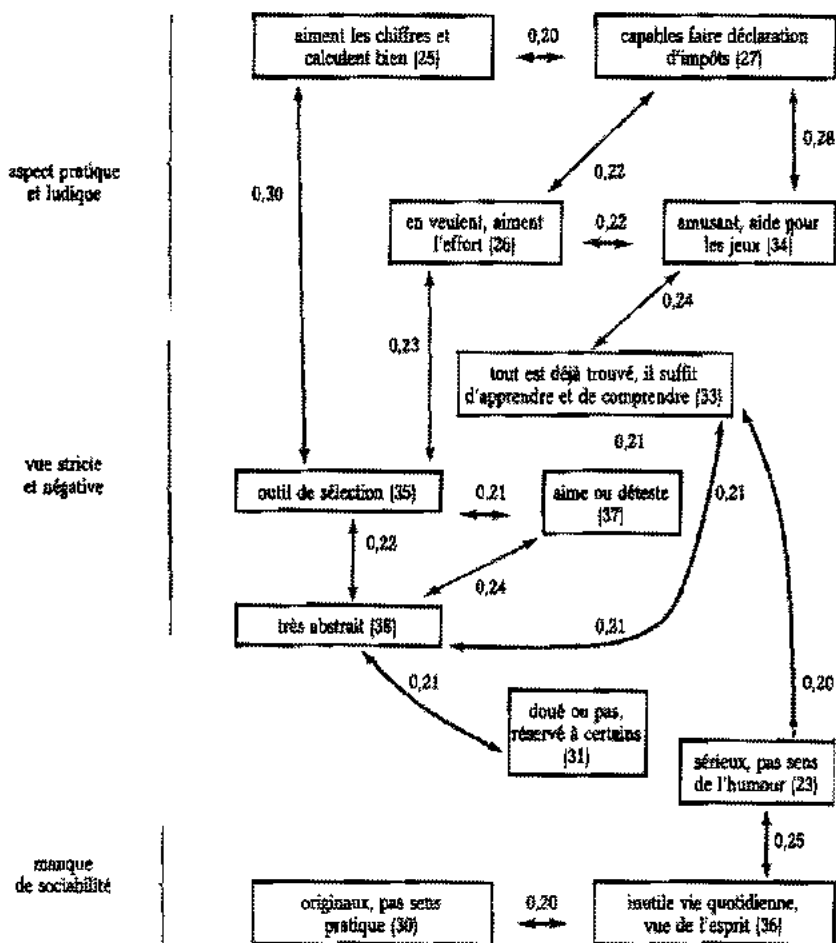 aiment les chiffres et
calculent bien (25)
0,20
capables faire déclaration
d'impôts (27)
aspect pratique
et ludique
0,30
0,22
0,28
en veulent, aiment
l'effort (26)
0,22
amusant, aide pour
les jeux (34)
0,24
0,23
tout est déjà trouvé, il suffit
d'apprendre et de comprendre (33)
vue stricte
et négative
0,21
outil de sélection (35)
0,21
aime ou déteste
(37)
0,21
0,22
0,24
très abstrait (38)
0,21
0,21
0,20
doué ou pas,
réservé à certains
(31)
sérieux, pas sens
de l'humour (23)
0,25
manque
de sociabilité
originaux, pas sens
pratique (30)
0,20
inutile vie quotidienne,
vue de l'esprit (36)